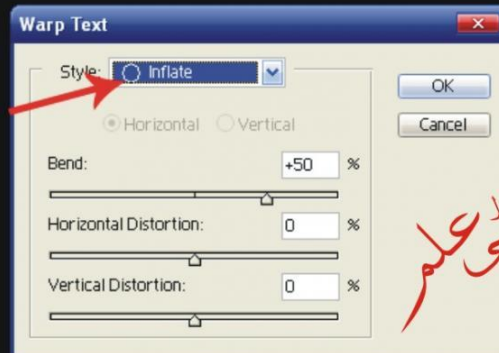 Warp Text
Style: Inflate
OK
Horizontal Vertical
Cancel
Bend: +50 %
Horizontal Distortion: 0 %
علم
Vertical Distortion: 0 %